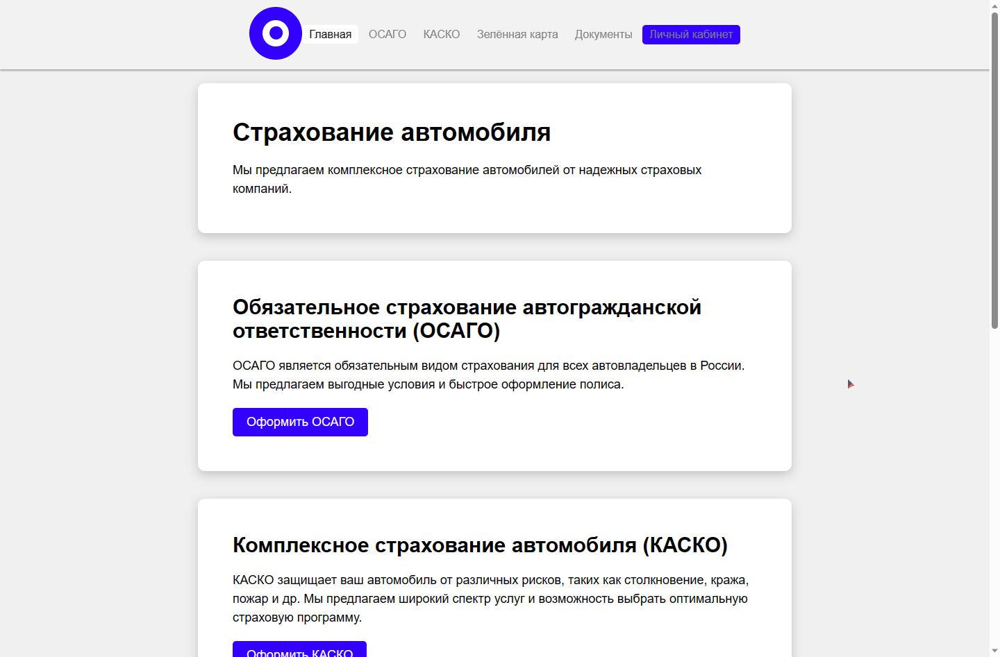 Главная ОСАГО КАСКО Зелённая карта Документы Личный кабинет
Страхование автомобиля
Мы предлагаем комплексное страхование автомобилей от надежных страховых
компаний.
Обязательное страхование автогражданской
ответственности (ОСАГО)
ОСАГО является обязательным видом страхования для всех автовладельцев в России.
Мы предлагаем выгодные условия и быстрое оформление полиса.
Оформить ОСАГО
Комплексное страхование автомобиля (КАСКО)
КАСКО защищает ваш автомобиль от различных рисков, таких как столкновение, кража,
пожар и др. Мы предлагаем широкий спектр услуг и возможность выбрать оптимальную
страховую программу.
Оформить КАСКО